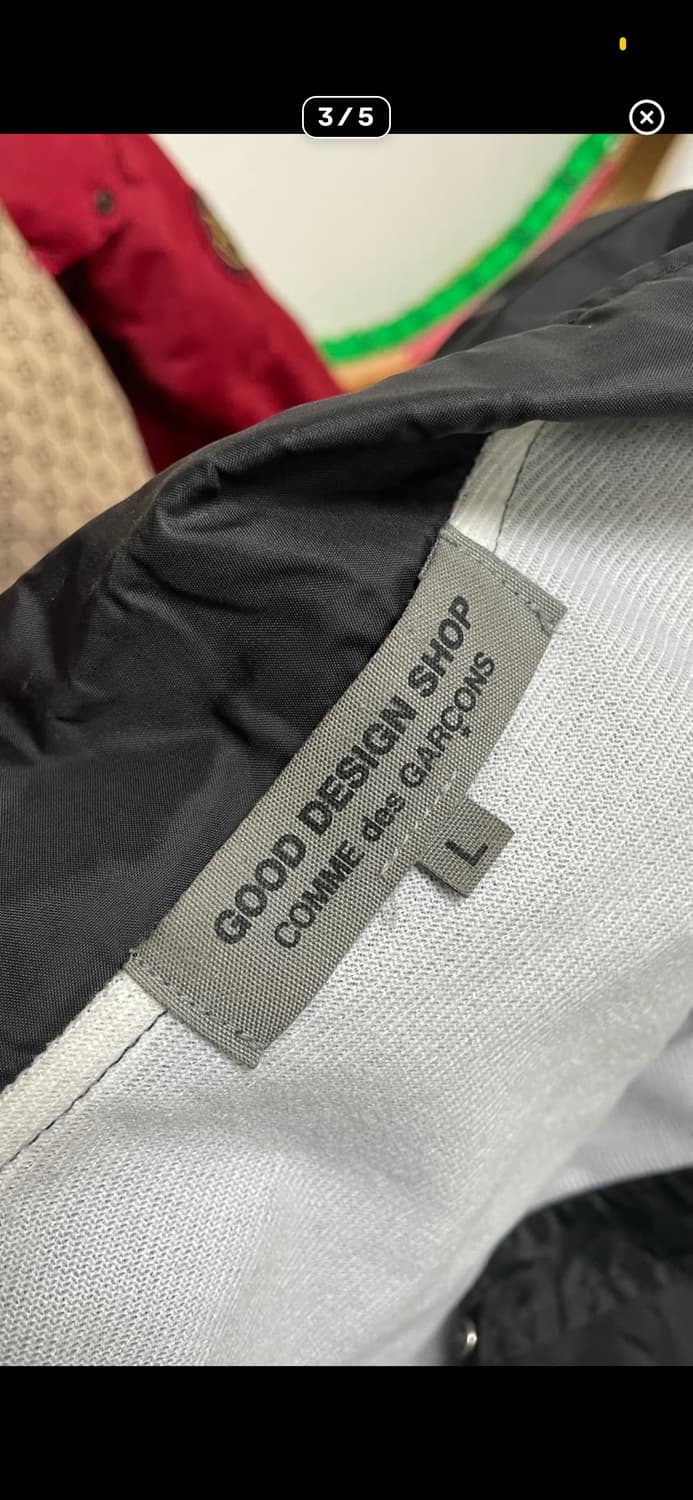 3/5
GOOD DESIGN SHOP
COMME des GARÇONS
L